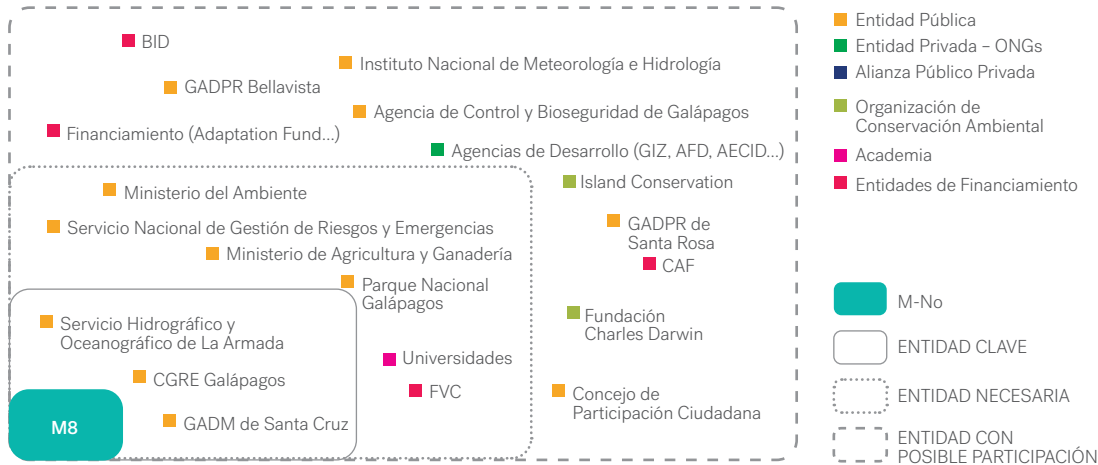 BID
Instituto Nacional de Meteorología e Hidrología
GADPR Bellavista
Agencia de Control y Bioseguridad de Galápagos
Financiamiento (Adaptation Fund...)
Agencias de Desarrollo (GIZ, AFD, AECID...)
Ministerio del Ambiente
Island Conservation
Servicio Nacional de Gestión de Riesgos y Emergencias
GADPR de
Santa Rosa
Ministerio de Agricultura y Ganadería
CAF
Parque Nacional
Galápagos
Servicio Hidrográfico y
Oceanográfico de La Armada
Fundación
Charles Darwin
Universidades
CGRE Galápagos
FVC
Concejo de
Participación Ciudadana
M8
GADM de Santa Cruz
Entidad Pública
Entidad Privada – ONGs
Alianza Público Privada
Organización de
Conservación Ambiental
Academia
Entidades de Financiamiento
M-No
ENTIDAD CLAVE
ENTIDAD NECESARIA
ENTIDAD CON
POSIBLE PARTICIPACIÓN